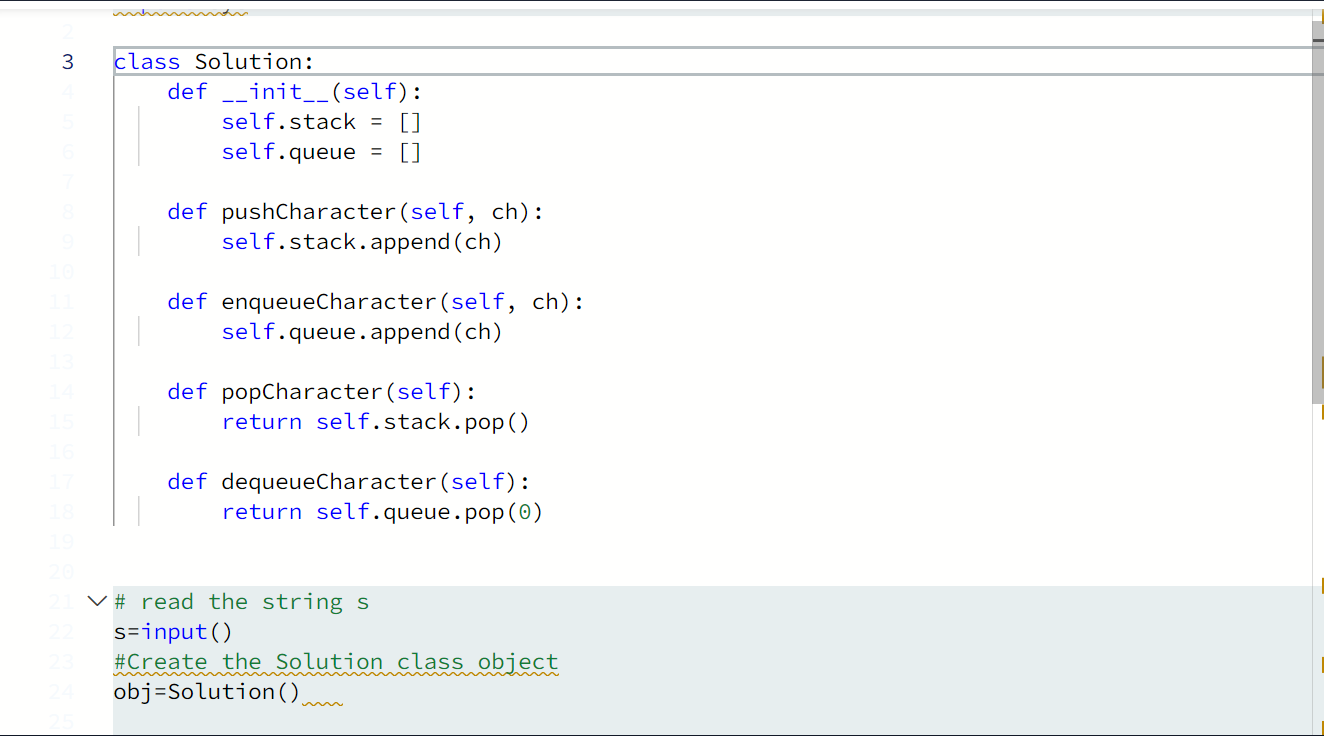 2
3 class Solution:
4 def __init__(self):
5 self.stack = []
6 self.queue = []
7
8 def pushCharacter(self, ch):
9 self.stack.append(ch)
10
11 def enqueueCharacter(self, ch):
12 self.queue.append(ch)
13
14 def popCharacter(self):
15 return self.stack.pop()
16
17 def dequeueCharacter(self):
18 return self.queue.pop(0)
19
20
21 # read the string s
22 s=input()
23 #Create the Solution class object
24 obj=Solution()
25